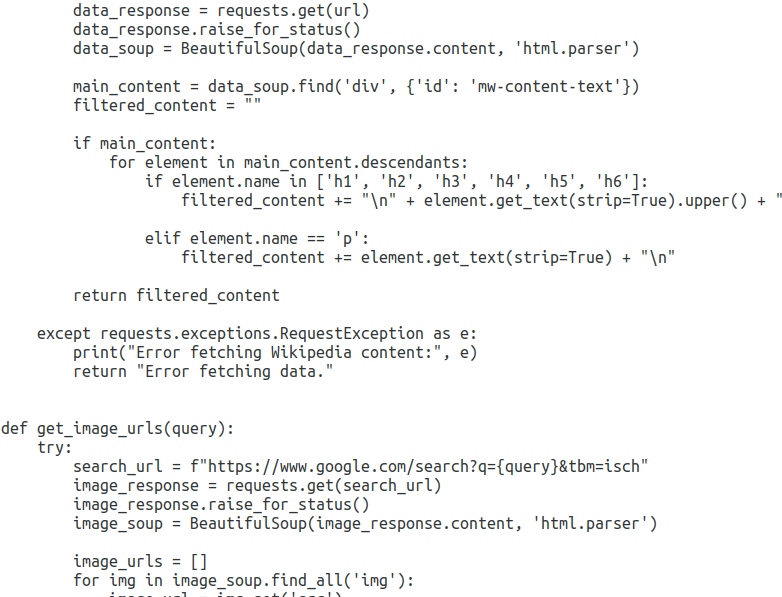 data_response = requests.get(url)
        data_response.raise_for_status()
        data_soup = BeautifulSoup(data_response.content, 'html.parser')

        main_content = data_soup.find('div', {'id': 'mw-content-text'})
        filtered_content = ""

        if main_content:
            for element in main_content.descendants:
                if element.name in ['h1', 'h2', 'h3', 'h4', 'h5', 'h6']:
                    filtered_content += "\n" + element.get_text(strip=True).upper() + "

                elif element.name == 'p':
                    filtered_content += element.get_text(strip=True) + "\n"

        return filtered_content

    except requests.exceptions.RequestException as e:
        print("Error fetching Wikipedia content:", e)
        return "Error fetching data."


def get_image_urls(query):
    try:
        search_url = f"https://www.google.com/search?q={query}&tbm=isch"
        image_response = requests.get(search_url)
        image_response.raise_for_status()
        image_soup = BeautifulSoup(image_response.content, 'html.parser')

        image_urls = []
        for img in image_soup.find_all('img'):